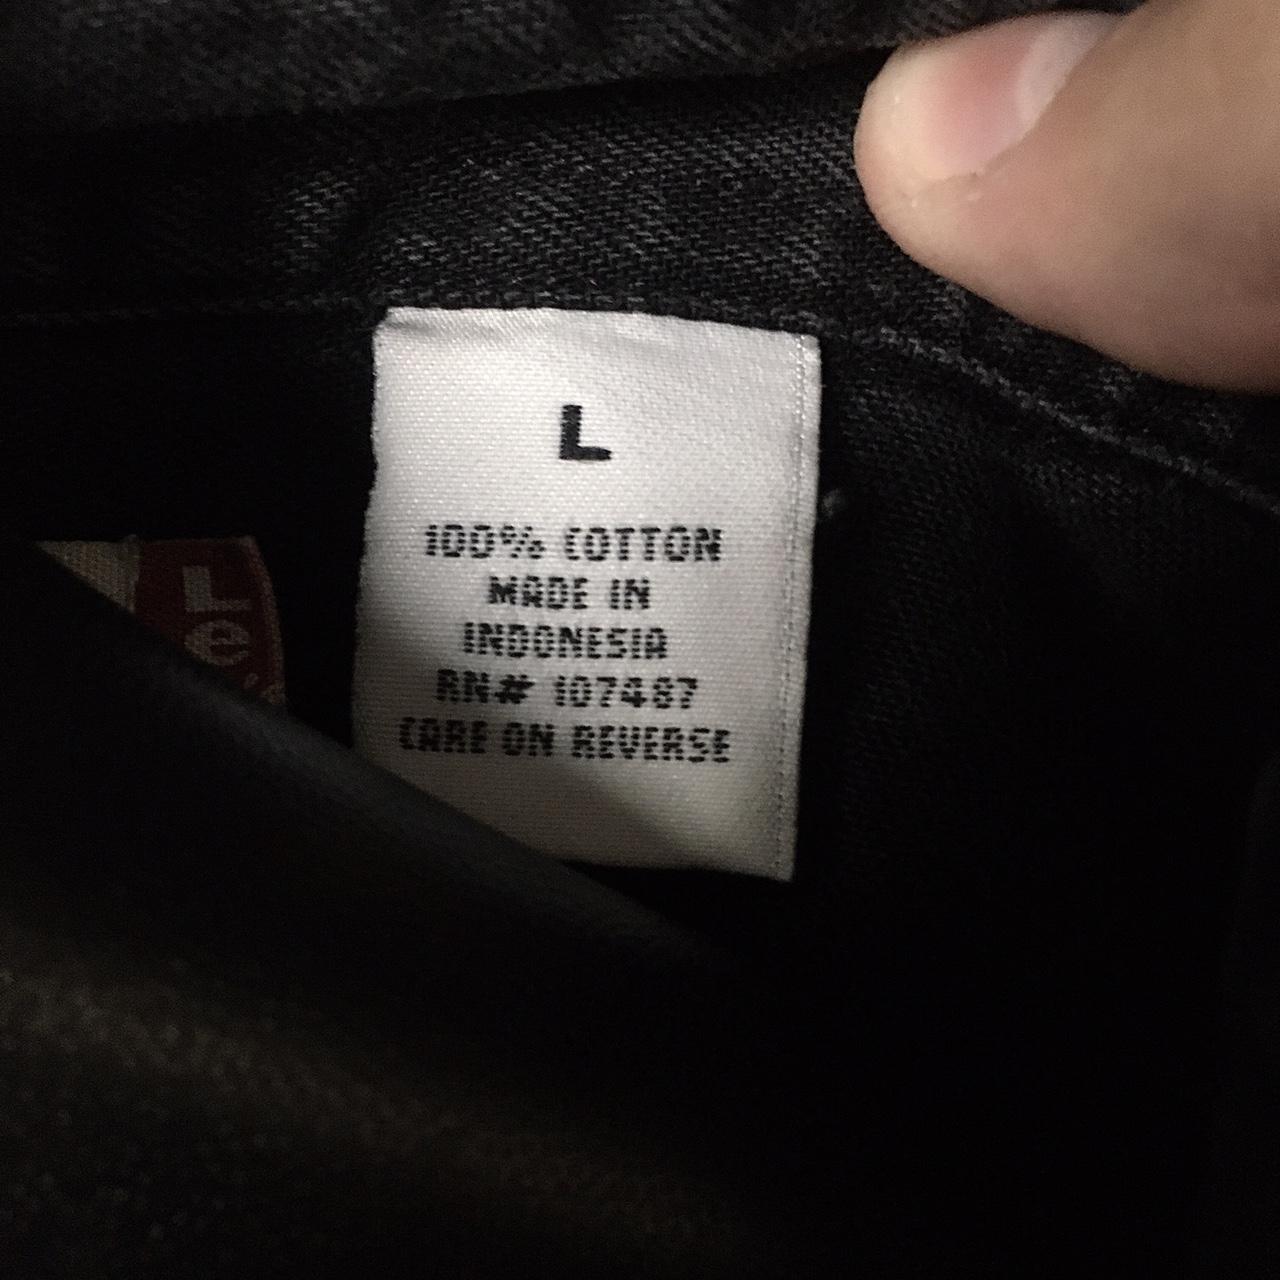 L
100% COTTON
MADE IN
INDONESIA
RN# 107487
CARE ON REVERSE
L
e